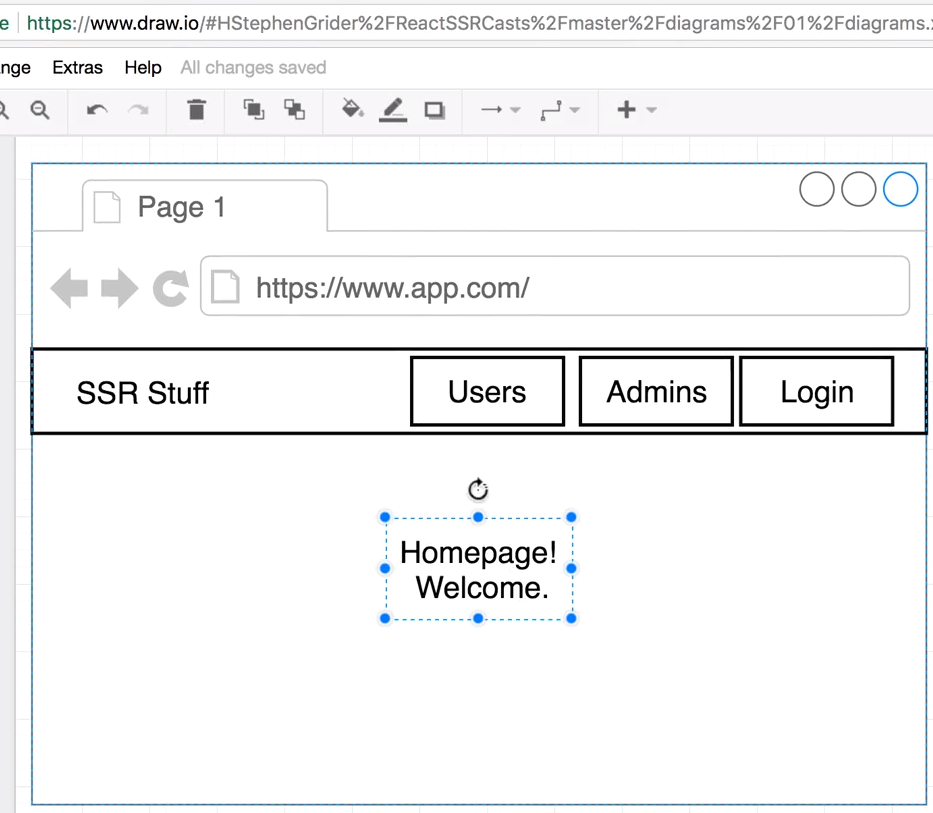 e https://www.draw.io/#HStephenGrider%2FReactSSRCasts%2Fmaster%2Fdiagrams%2F01%2Fdiagrams.x
nge Extras Help All changes saved
Page 1
https://www.app.com/
SSR Stuff Users Admins Login
Homepage!
Welcome.